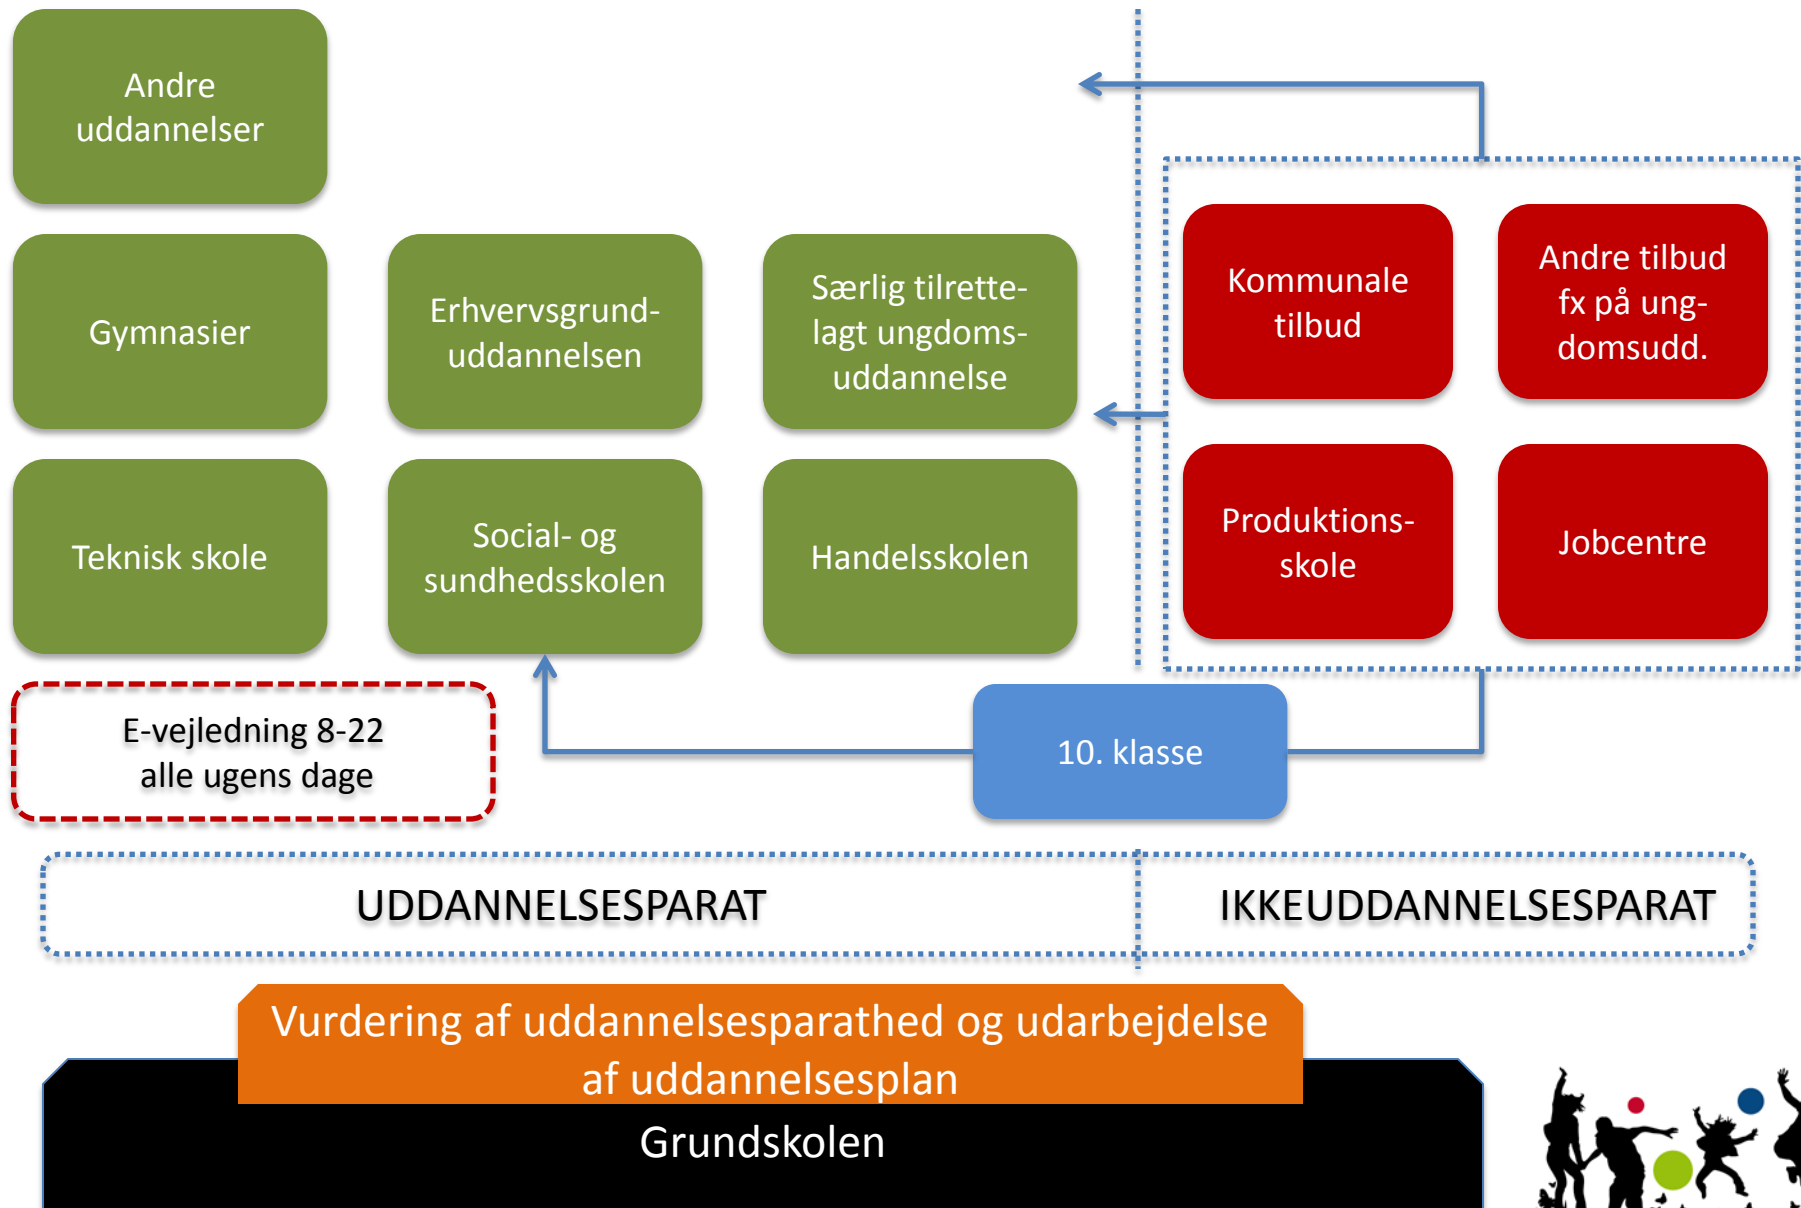 Andre
uddannelser
Gymnasier
Erhvervsgrund-
uddannelsen
Særlig tilrette-
lagt ungdoms-
uddannelse
Kommunale
tilbud
Andre tilbud
fx på ung-
domsudd.
Teknisk skole
Social- og
sundhedsskolen
Handelsskolen
Produktions-
skole
Jobcentre
E-vejledning 8-22
alle ugens dage
10. klasse
UDDANNELSESPARAT
IKKEUDDANNELSESPARAT
Vurdering af uddannelsesparathed og udarbejdelse
af uddannelsesplan
Grundskolen